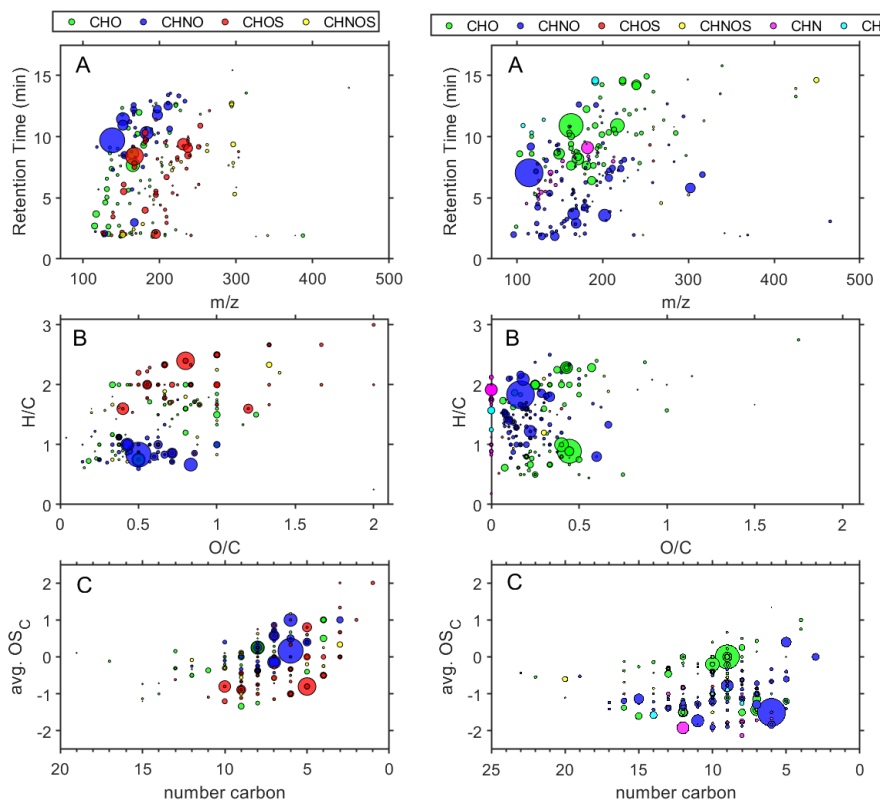 CHO CHNO CHOS CHNOS
CHO CHNO CHOS CHNOS CHN CH
A
15
10
5
0
Retention Time (min)
100 200 300 400 500
m/z
A
15
10
5
0
Retention Time (min)
100 200 300 400 500
m/z
B
3
2
1
0
H/C
0 0.5 1 1.5 2
O/C
B
3
2
1
0
H/C
0 0.5 1 1.5 2
O/C
C
2
1
0
-1
-2
avg. OSC
20 15 10 5 0
number carbon
C
2
1
0
-1
-2
avg. OSC
25 20 15 10 5 0
number carbon